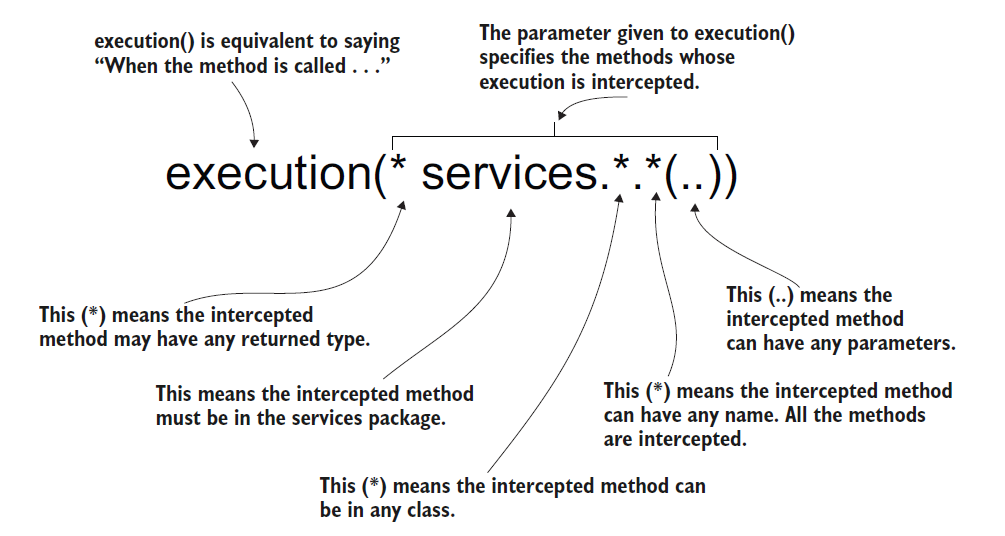 execution() is equivalent to saying
“When the method is called . . .”
The parameter given to execution()
specifies the methods whose
execution is intercepted.
execution(* services.*.*(..))
This (*) means the intercepted
method may have any returned type.
This means the intercepted method
must be in the services package.
This (*) means the intercepted method can
be in any class.
This (*) means the intercepted method
can have any name. All the methods
are intercepted.
This (..) means the
intercepted method
can have any parameters.